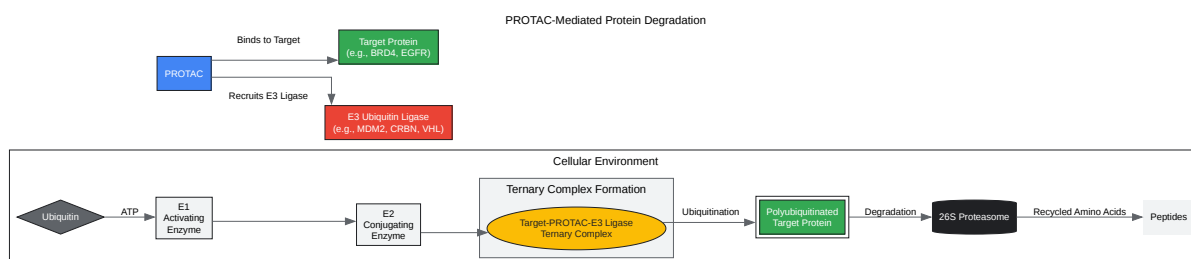 PROTAC-Mediated Protein Degradation
Binds to Target
Target Protein
(e.g., BRD4, EGFR)
PROTAC
Recruits E3 Ligase
E3 Ubiquitin Ligase
(e.g., MDM2, CRBN, VHL)
Cellular Environment
Ubiquitin
ATP
E1
Activating
Enzyme
E2
Conjugating
Enzyme
Ternary Complex Formation
Target-PROTAC-E3 Ligase
Ternary Complex
Ubiquitination
Polyubiquitinated
Target Protein
Degradation
26S Proteasome
Recycled Amino Acids
Peptides